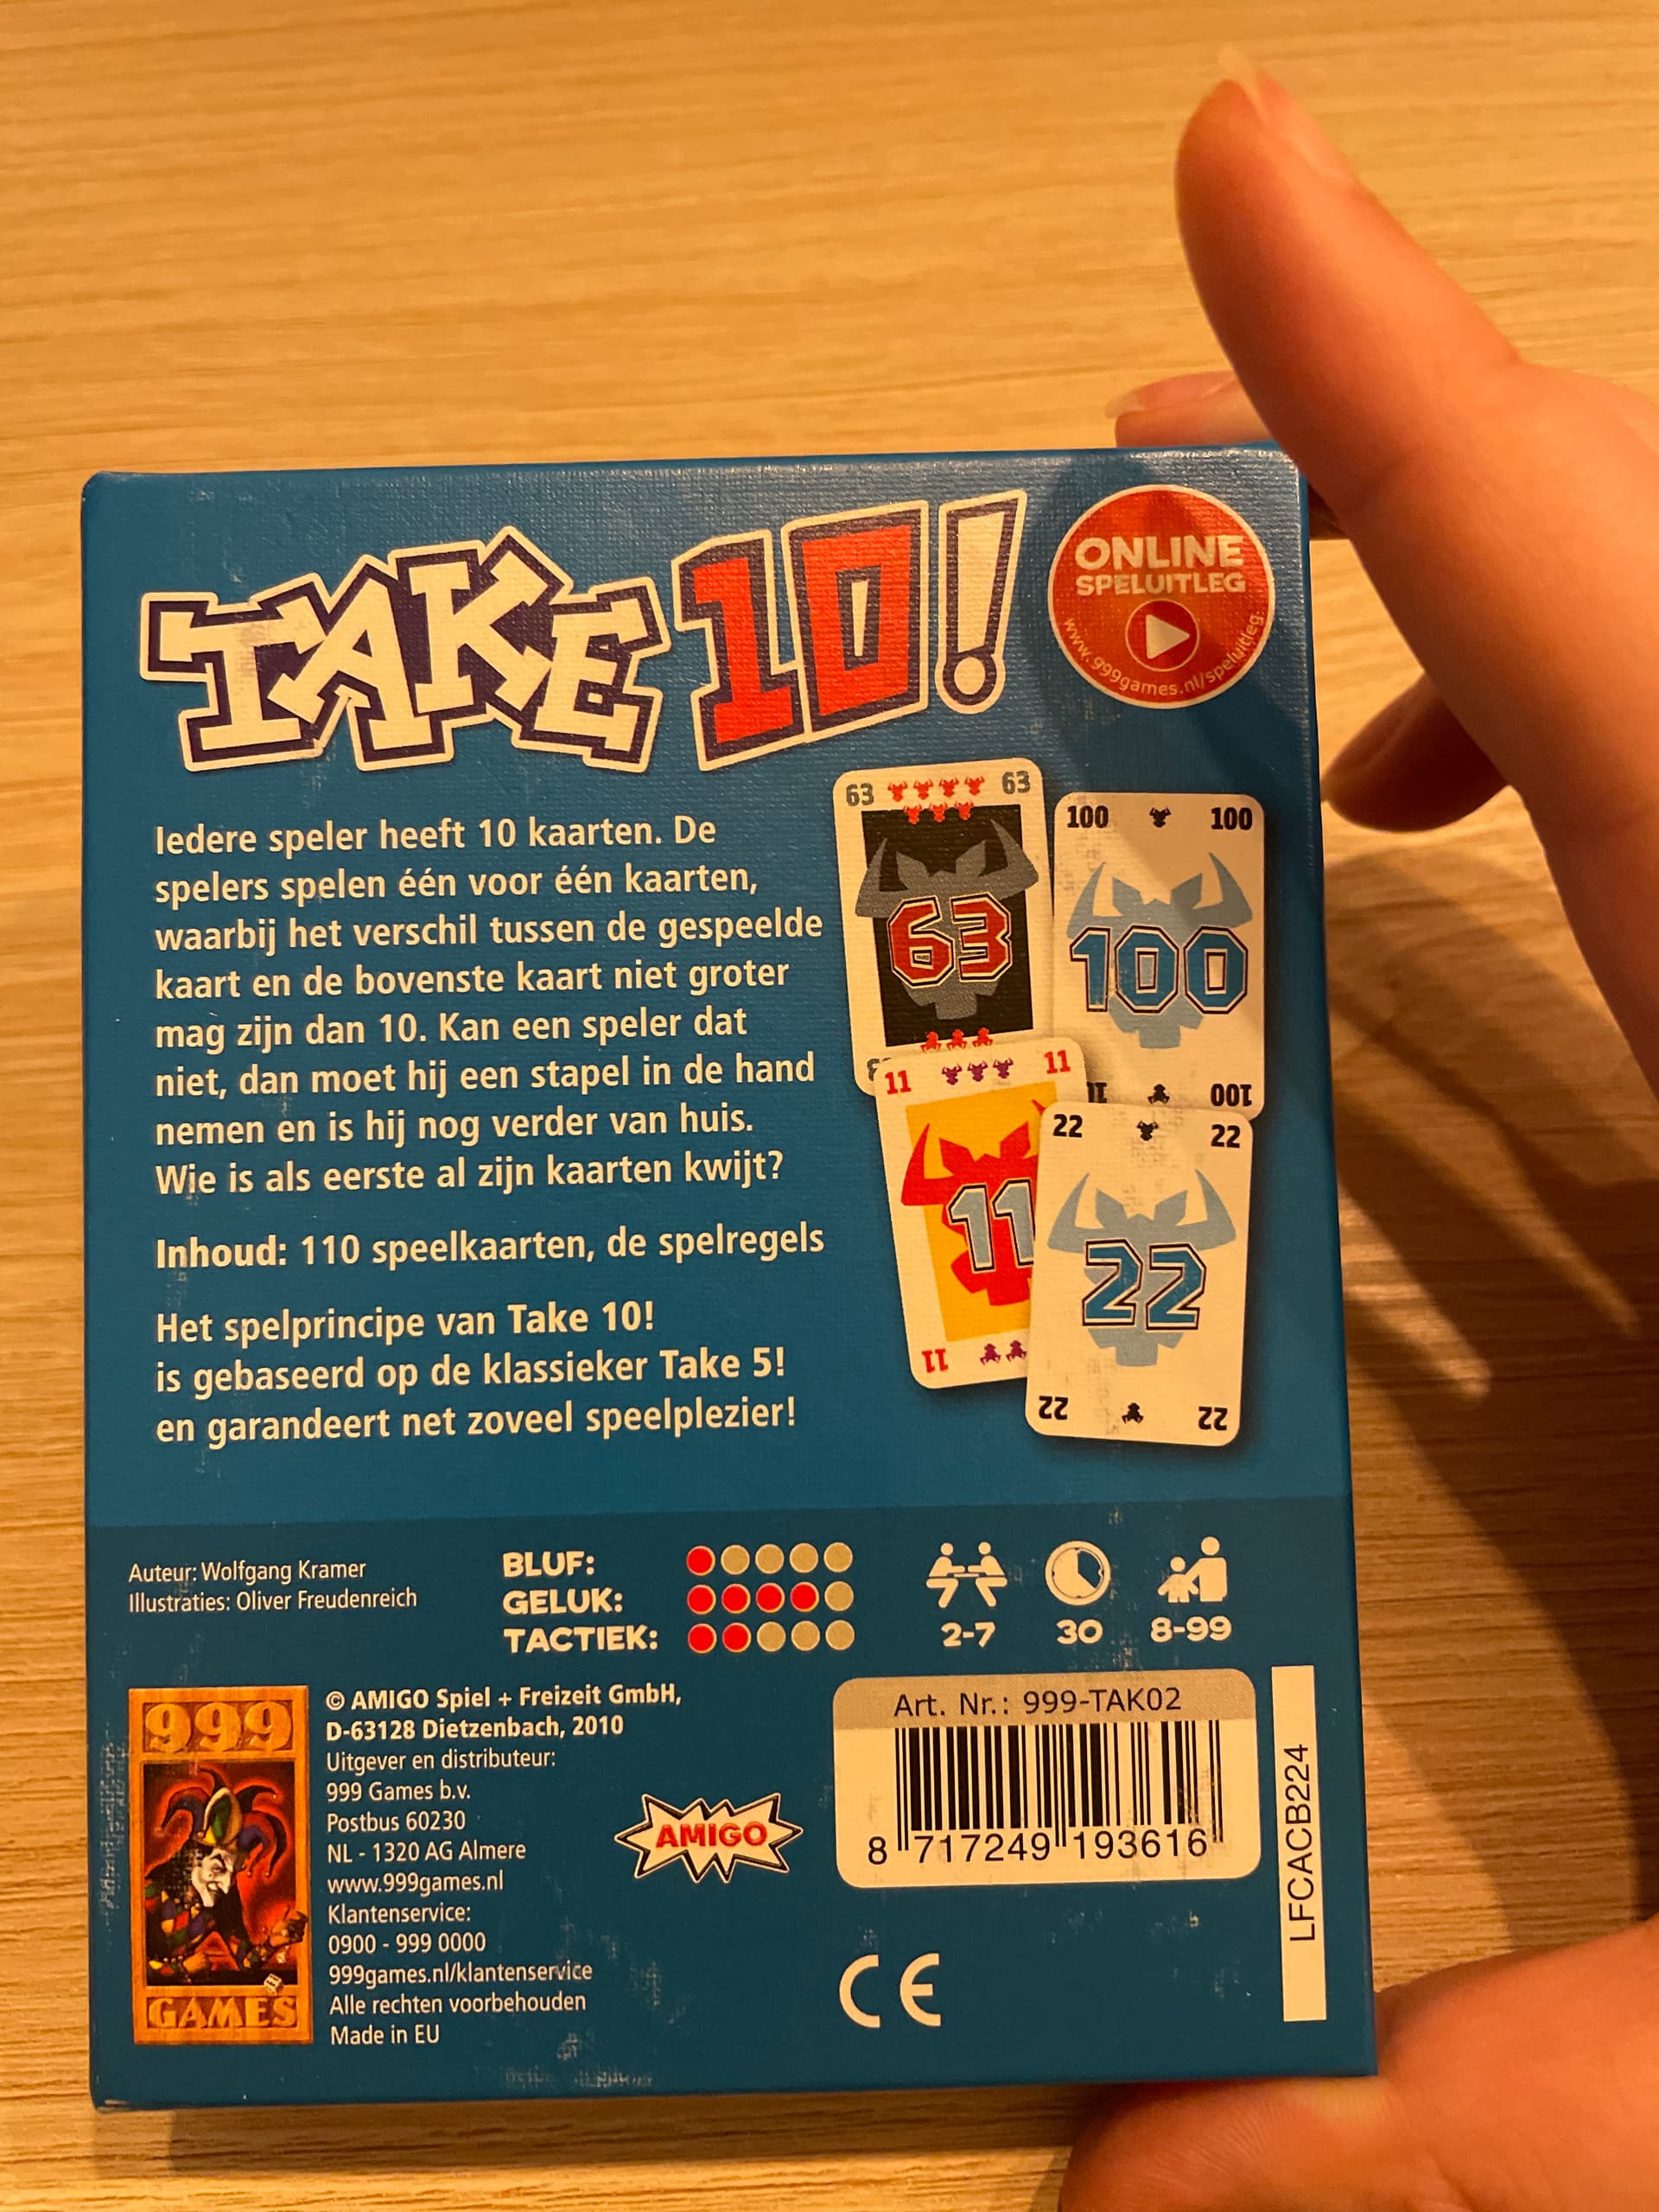 TAKE 10!
ONLINE
SPELUITLEG
www.999games.nl/speluitleg
Iedere speler heeft 10 kaarten. De
spelers spelen één voor één kaarten,
waarbij het verschil tussen de gespeelde
kaart en de bovenste kaart niet groter
mag zijn dan 10. Kan een speler dat
niet, dan moet hij een stapel in de hand
nemen en is hij nog verder van huis.
Wie is als eerste al zijn kaarten kwijt?
Inhoud: 110 speelkaarten, de spelregels
Het spelprincipe van Take 10!
is gebaseerd op de klassieker Take 5!
en garandeert net zoveel speelplezier!
63 63
63
100 100
100
100
11 11
11
11
22 22
22
22 22
Auteur: Wolfgang Kramer
Illustraties: Oliver Freudenreich
BLUF:
GELUK:
TACTIEK:
2-7 30 8-99
999
GAMES
© AMIGO Spiel + Freizeit GmbH,
D-63128 Dietzenbach, 2010
Uitgever en distributeur:
999 Games b.v.
Postbus 60230
NL - 1320 AG Almere
www.999games.nl
Klantenservice:
0900 - 999 0000
999games.nl/klantenservice
Alle rechten voorbehouden
Made in EU
AMIGO
Art. Nr.: 999-TAK02
8 717249 193616
CE
LFCACB224